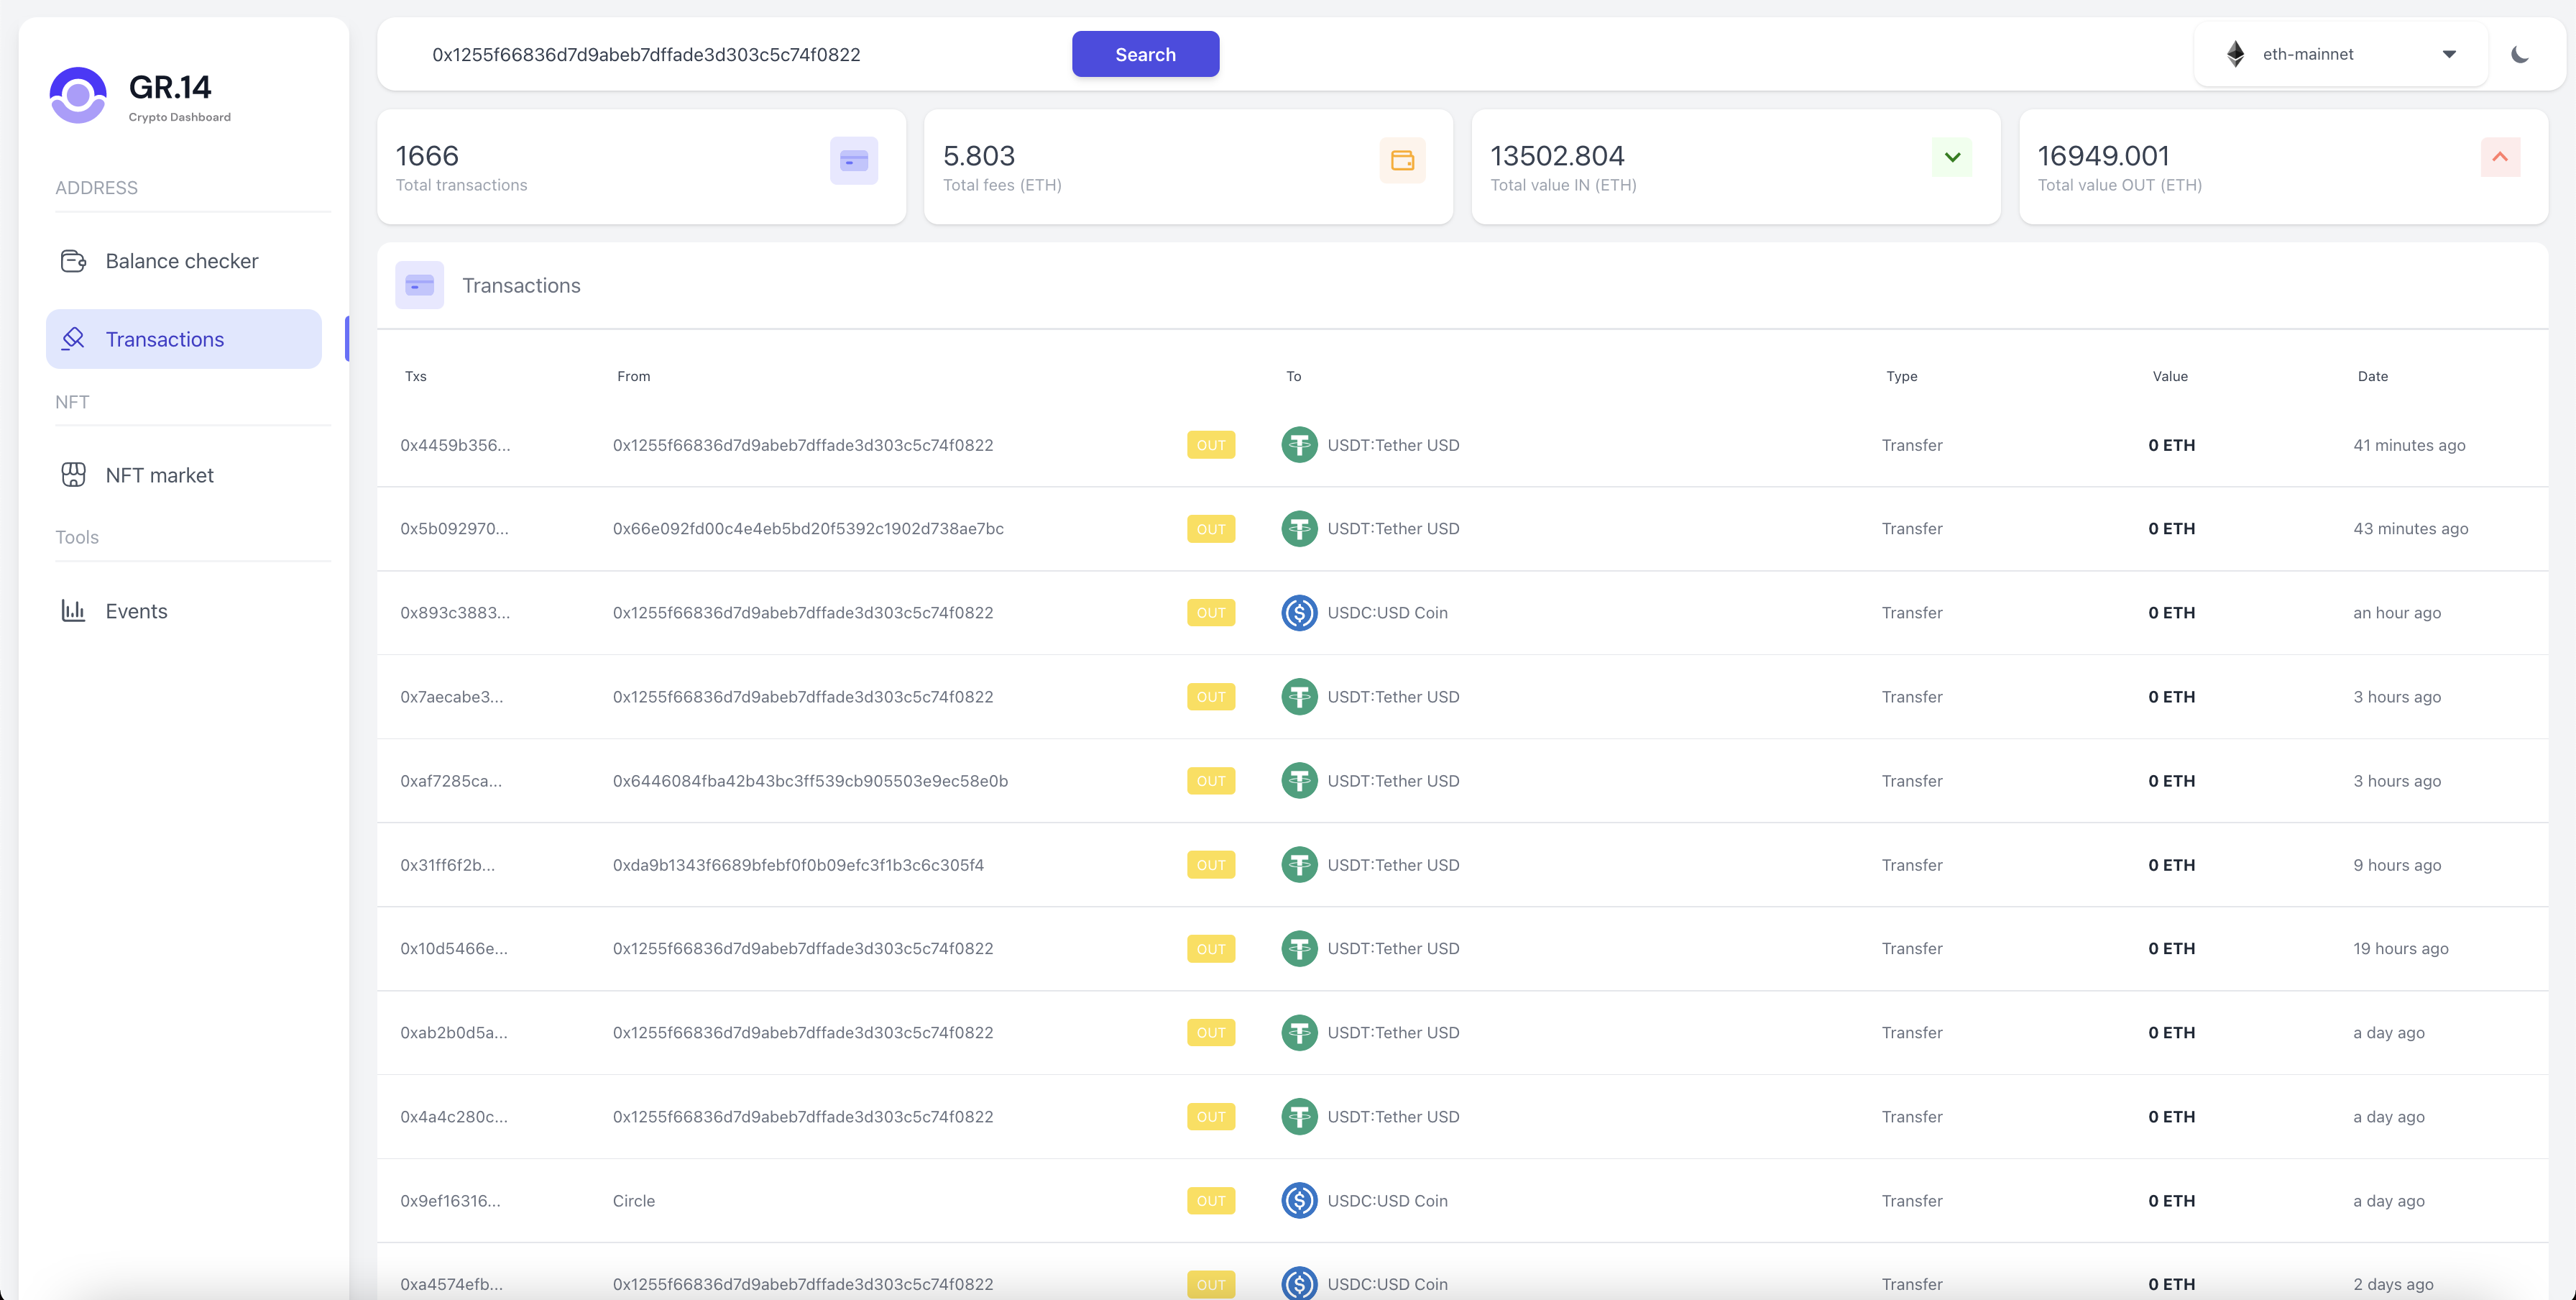 GR.14
Crypto Dashboard
ADDRESS
Balance checker
Transactions
NFT
NFT market
Tools
Events
0x1255f66836d7d9abeb7dffade3d303c5c74f0822 Search eth-mainnet
1666
Total transactions
5.803
Total fees (ETH)
13502.804
Total value IN (ETH)
16949.001
Total value OUT (ETH)
Transactions
Txs From To Type Value Date
0x4459b356... 0x1255f66836d7d9abeb7dffade3d303c5c74f0822 OUT USDT:Tether USD Transfer 0 ETH 41 minutes ago
0x5b092970... 0x66e092fd00c4e4eb5bd20f5392c1902d738ae7bc OUT USDT:Tether USD Transfer 0 ETH 43 minutes ago
0x893c3883... 0x1255f66836d7d9abeb7dffade3d303c5c74f0822 OUT USDC:USD Coin Transfer 0 ETH an hour ago
0x7aecabe3... 0x1255f66836d7d9abeb7dffade3d303c5c74f0822 OUT USDT:Tether USD Transfer 0 ETH 3 hours ago
0xaf7285ca... 0x6446084fba42b43bc3ff539cb905503e9ec58e0b OUT USDT:Tether USD Transfer 0 ETH 3 hours ago
0x31ff6f2b... 0xda9b1343f6689bfebf0f0b09efc3f1b3c6c305f4 OUT USDT:Tether USD Transfer 0 ETH 9 hours ago
0x10d5466e... 0x1255f66836d7d9abeb7dffade3d303c5c74f0822 OUT USDT:Tether USD Transfer 0 ETH 19 hours ago
0xab2b0d5a... 0x1255f66836d7d9abeb7dffade3d303c5c74f0822 OUT USDT:Tether USD Transfer 0 ETH a day ago
0x4a4c280c... 0x1255f66836d7d9abeb7dffade3d303c5c74f0822 OUT USDT:Tether USD Transfer 0 ETH a day ago
0x9ef16316... Circle OUT USDC:USD Coin Transfer 0 ETH a day ago
0xa4574efb... 0x1255f66836d7d9abeb7dffade3d303c5c74f0822 OUT USDC:USD Coin Transfer 0 ETH 2 days ago